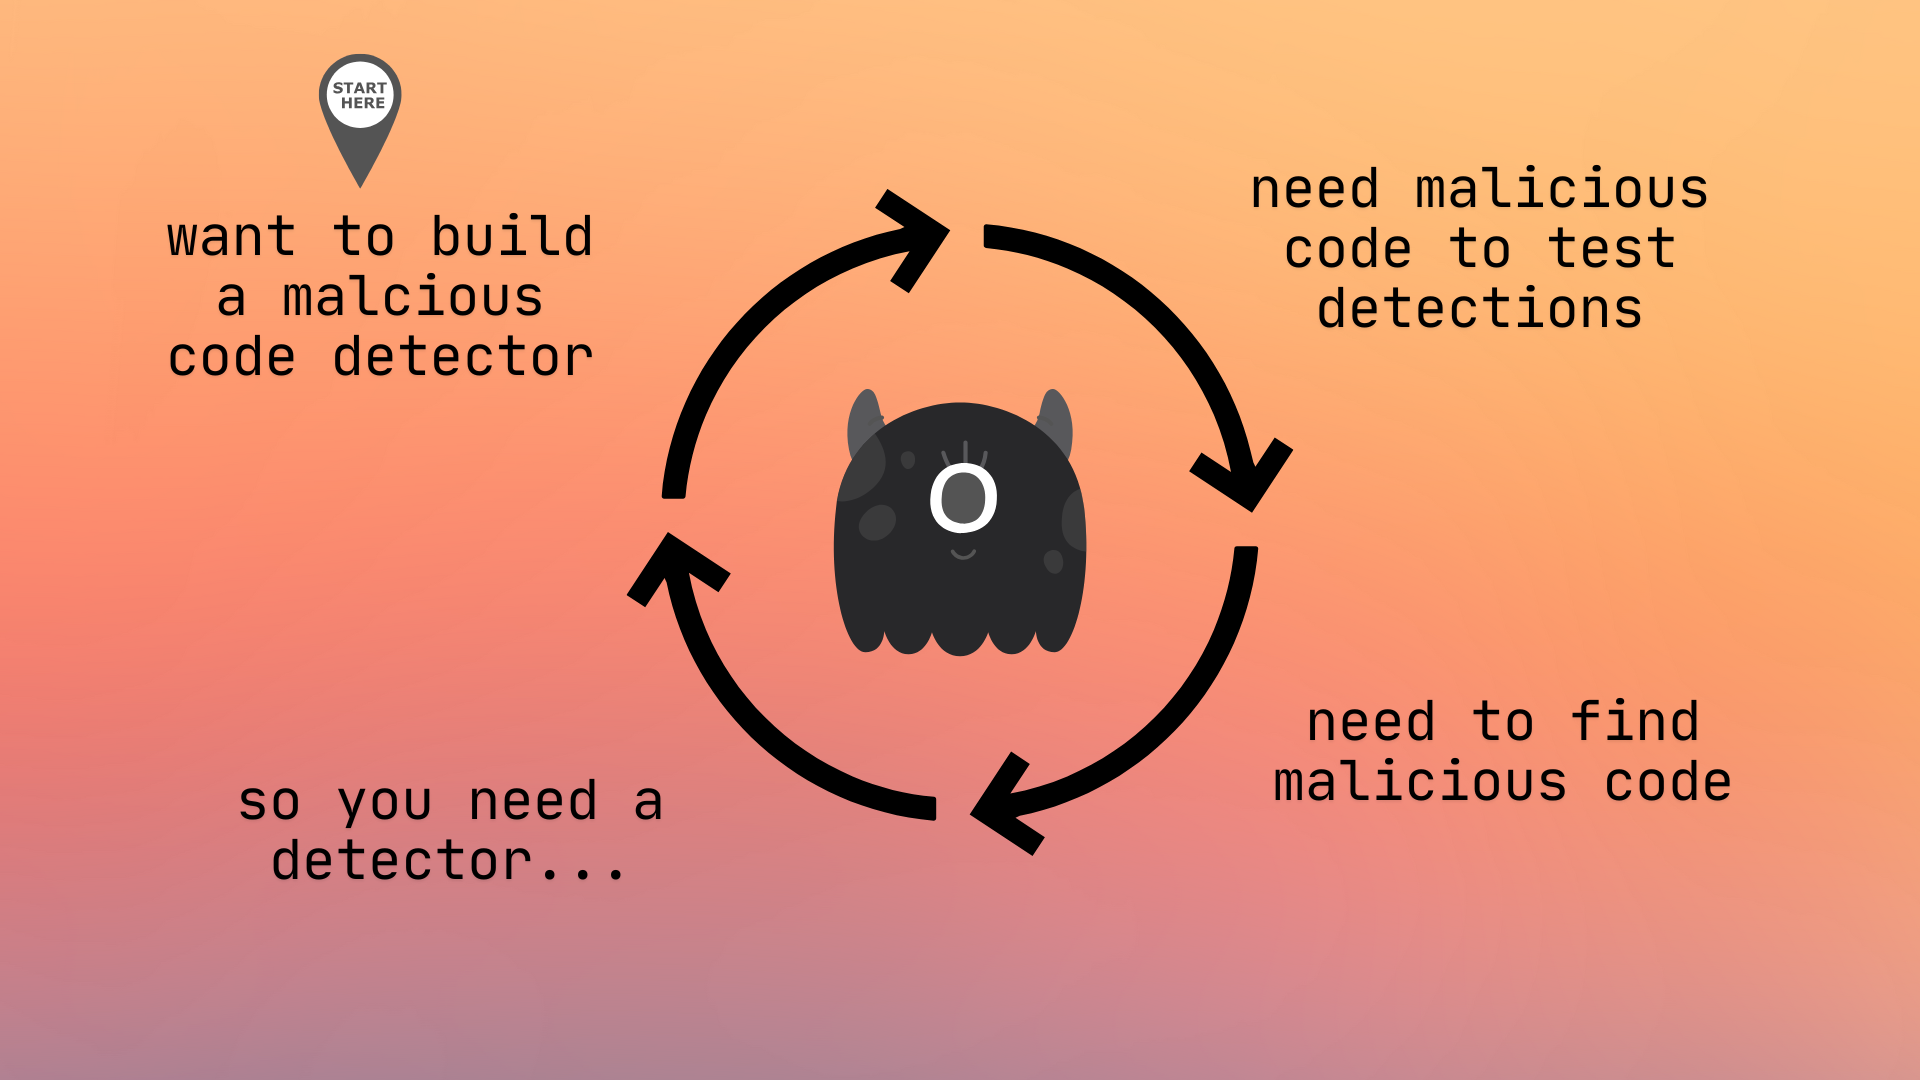 START
HERE
want to build
a malcious
code detector
need malicious
code to test
detections
need to find
malicious code
so you need a
detector...